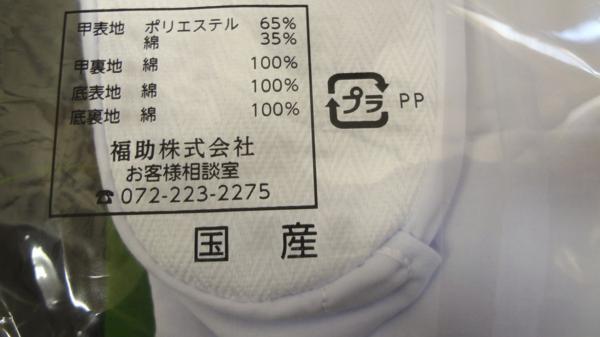 甲表地 ポリエステル 65%
綿 35%
甲裏地 綿 100%
底表地 綿 100%
底裏地 綿 100%
福助株式会社
お客様相談室
☎ 072-223-2275
プラ PP
国 産